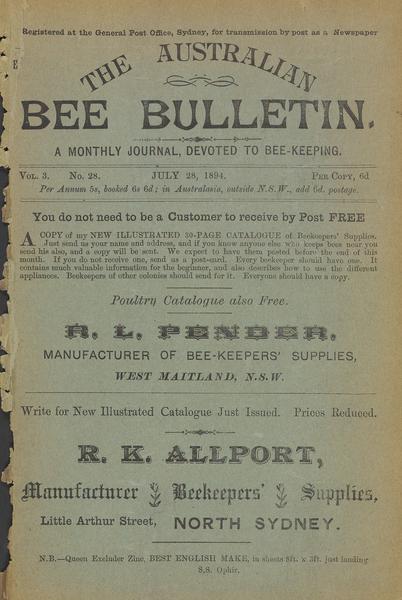 Registered at the General Post Office, Sydney, for transmission by post as a Newspaper
THE AUSTRALIAN
BEE BULLETIN.
A MONTHLY JOURNAL, DEVOTED TO BEE-KEEPING.
VOL. 3. No. 28. JULY 28, 1894. PER COPY, 6d
Per Annum 5s, booked 6s 6d; in Australasia, outside N.S.W., add 6d. postage.
You do not need to be a Customer to receive by Post FREE
A COPY of my NEW ILLUSTRATED 30-PAGE CATALOGUE of Beekeepers' Supplies.
Just send us your name and address, and if you know anyone else who keeps bees near you
send his also, and a copy will be sent. We expect to have them posted before the end of this
month. If you do not receive one, send us a post-card. Every beekeeper should have one. It
contains much valuable information for the beginner, and also describes how to use the different
appliances. Beekeepers of other colonies should send for it. Everyone should have a copy.
Poultry Catalogue also Free.
R. L. PENDER,
MANUFACTURER OF BEE-KEEPERS' SUPPLIES,
WEST MAITLAND, N.S.W.
Write for New Illustrated Catalogue Just Issued. Prices Reduced.
R. K. ALLPORT,
Manufacturer Beekeepers' Supplies,
Little Arthur Street, NORTH SYDNEY.
N.B.—Queen Excluder Zinc, BEST ENGLISH MAKE, in sheets 8ft. x 3ft. just landing
S.S. Ophir.